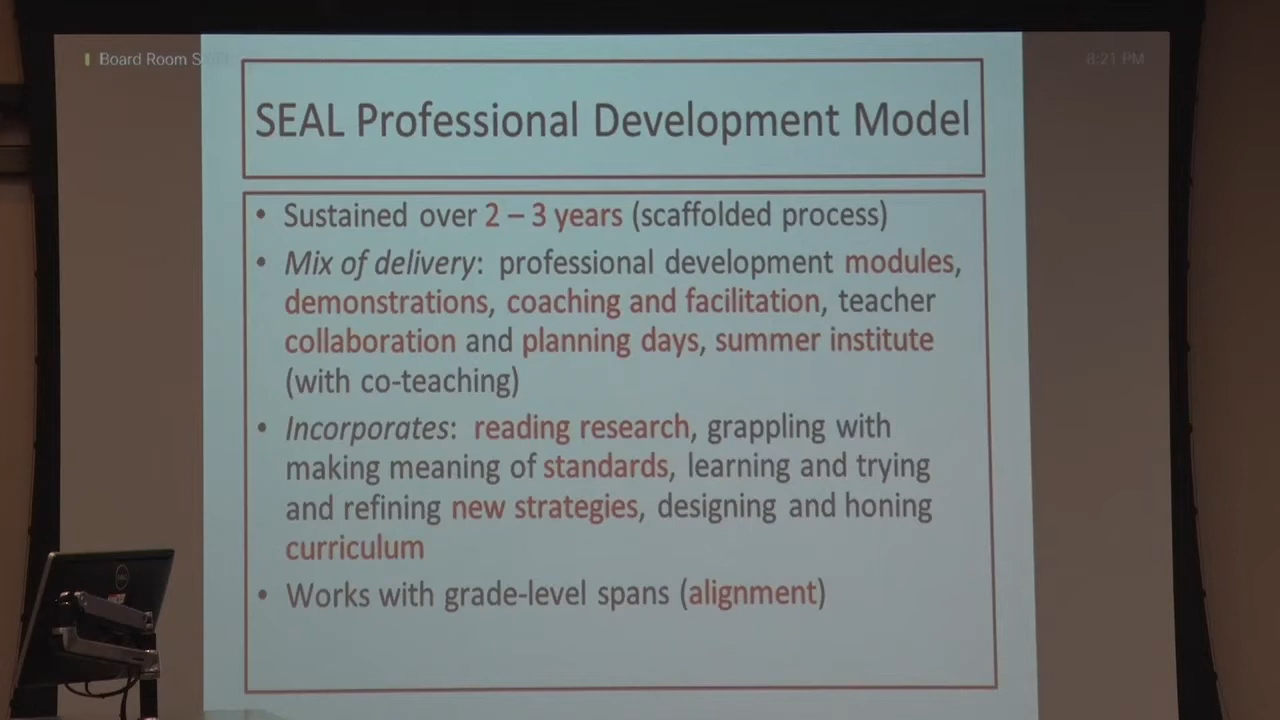 Board Room S
8:21 PM
SEAL Professional Development Model
• Sustained over 2 – 3 years (scaffolded process)
• Mix of delivery: professional development modules,
demonstrations, coaching and facilitation, teacher
collaboration and planning days, summer institute
(with co-teaching)
• Incorporates: reading research, grappling with
making meaning of standards, learning and trying
and refining new strategies, designing and honing
curriculum
• Works with grade-level spans (alignment)